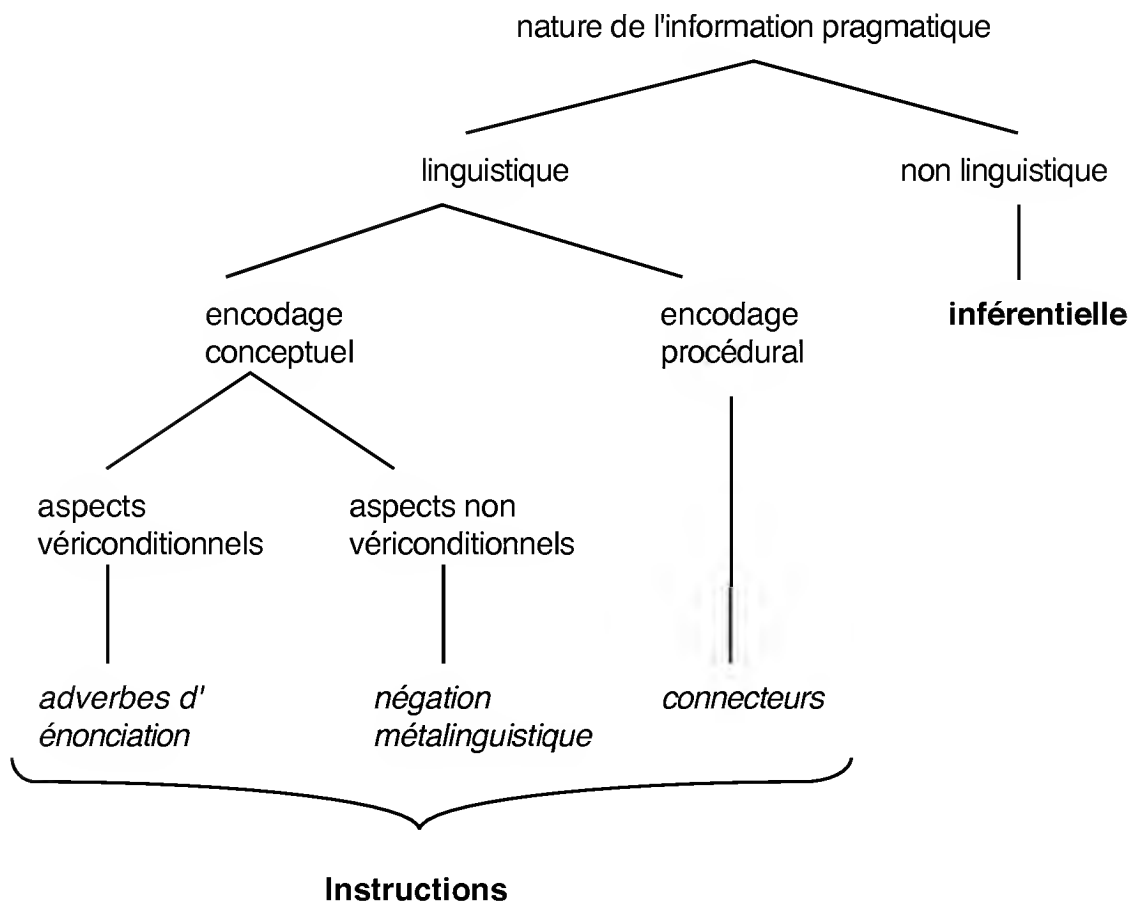 nature de l'information pragmatique
linguistique
non linguistique
encodage
conceptuel
encodage
procédural
inférentielle
aspects
vériconditionnels
aspects non
vériconditionnels
adverbes d'
énonciation
négation
métalinguistique
connecteurs
Instructions